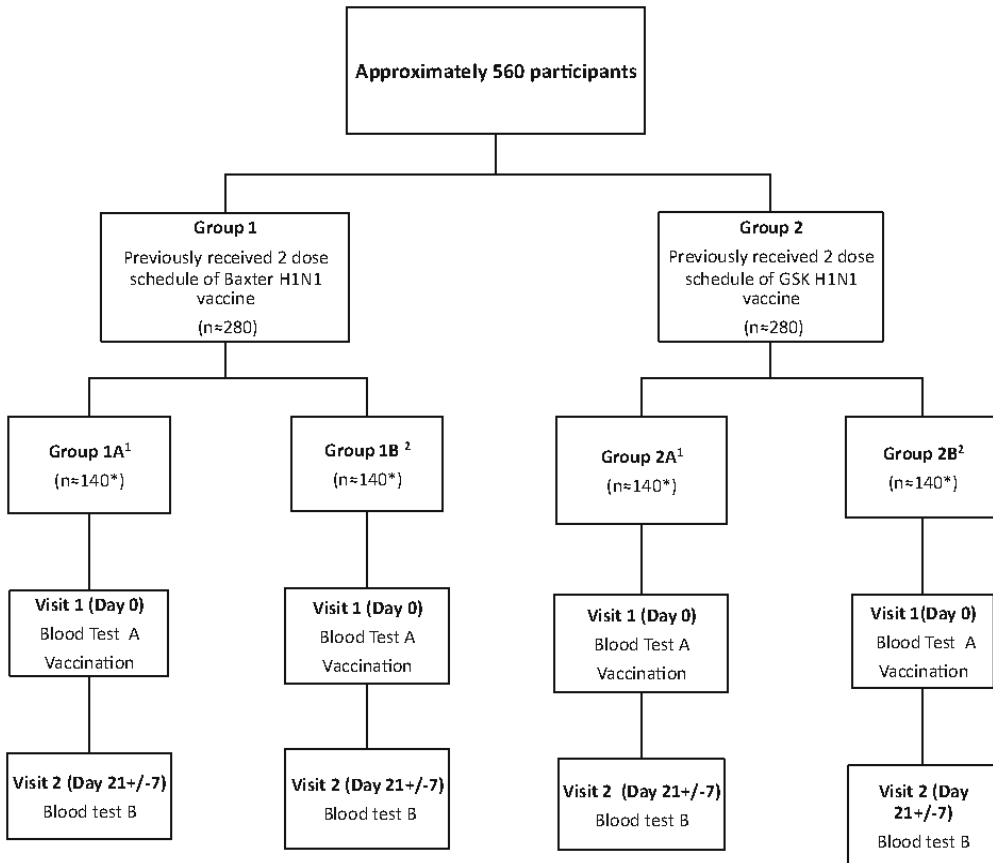 Approximately 560 participants
Group 1
Previously received 2 dose
schedule of Baxter H1N1
vaccine
(n≈280)
Group 2
Previously received 2 dose
schedule of GSK H1N1
vaccine
(n≈280)
Group 1A¹
(n≈140*)
Group 1B ²
(n≈140*)
Group 2A¹
(n≈140*)
Group 2B²
(n≈140*)
Visit 1 (Day 0)
Blood Test A
Vaccination
Visit 1 (Day 0)
Blood Test A
Vaccination
Visit 1 (Day 0)
Blood Test A
Vaccination
Visit 1(Day 0)
Blood Test A
Vaccination
Visit 2 (Day 21+/-7)
Blood test B
Visit 2 (Day 21+/-7)
Blood test B
Visit 2 (Day 21+/-7)
Blood test B
Visit 2 (Day
21+/-7)
Blood test B